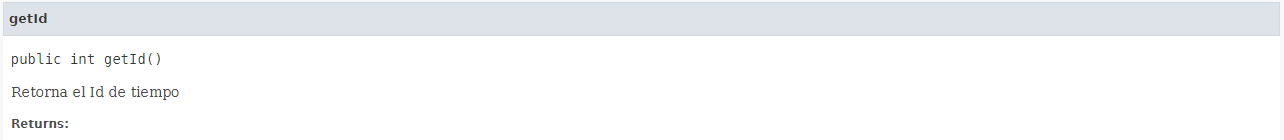 getId
public int getId()
Retorna el Id de tiempo
Returns: